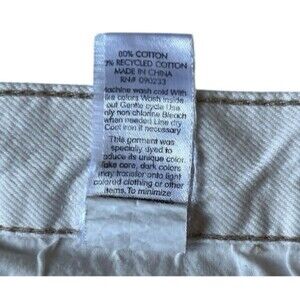 80% COTTON
% RECYCLED COTTON
MADE IN CHINA
RN# 090233
Machine wash cold With
like colors Wash inside
out Gentle cycle Use
only non chlorine Bleach
when needed Line dry
Cool iron if necessary
This garment was
specially dyed to
produce its unique color.
Take care, dark colors
may transfer onto light
colored clothing or other
items. To minimize